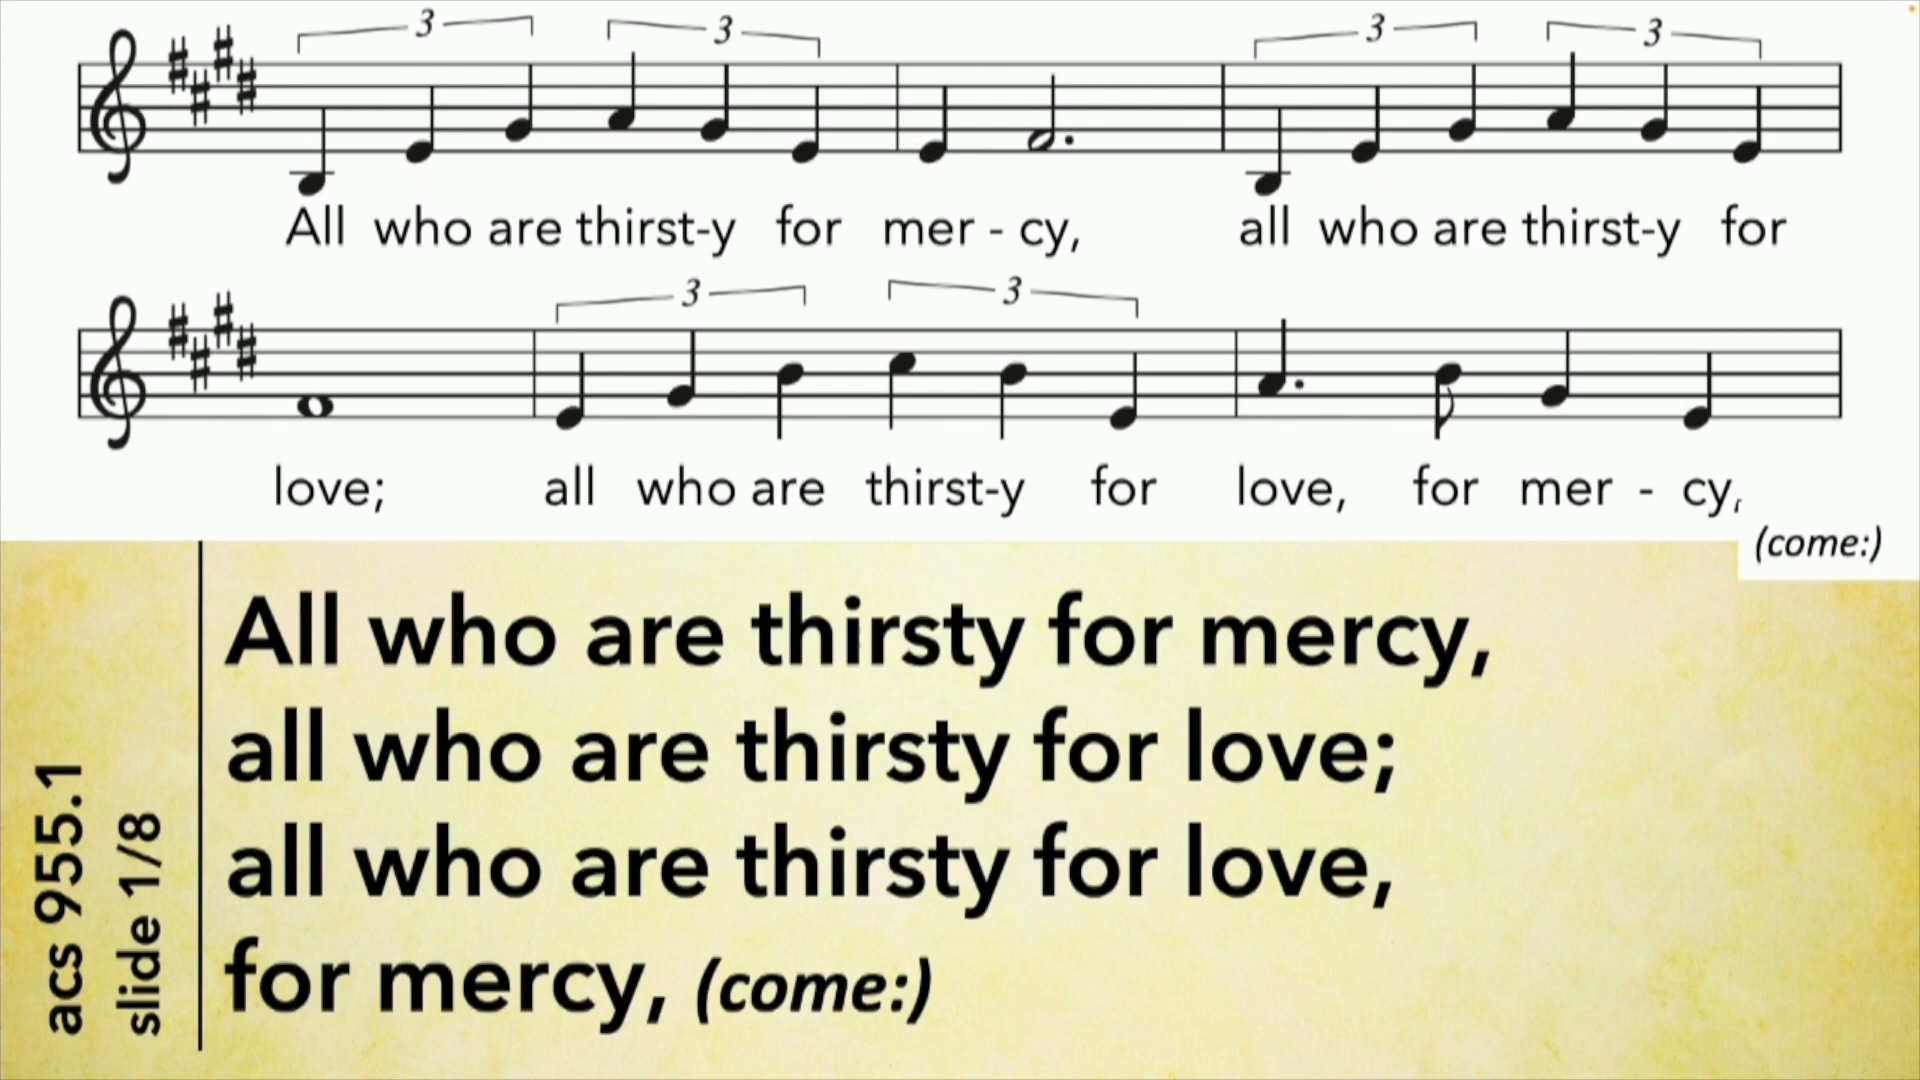 3 3 3 3
All who are thirst-y for mer - cy, all who are thirst-y for
3 3
love; all who are thirst-y for love, for mer - cy,
(come:)
All who are thirsty for mercy,
all who are thirsty for love;
all who are thirsty for love,
for mercy, (come:)
acs 955.1
slide 1/8